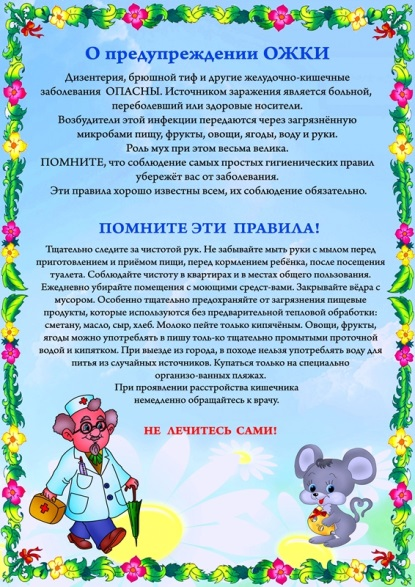 О предупреждении ОЖКИ
Дизентерия, брюшной тиф и другие желудочно-кишечные
заболевания ОПАСНЫ. Источником заражения является больной,
переболевший или здоровые носители.
Возбудители этой инфекции передаются через загрязнённую
микробами пищу, фрукты, овощи, ягоды, воду и руки.
Роль мух при этом весьма велика.
ПОМНИТЕ, что соблюдение самых простых гигиенических правил
убережёт вас от заболевания.
Эти правила хорошо известны всем, их соблюдение обязательно.
ПОМНИТЕ ЭТИ ПРАВИЛА!
Тщательно следите за чистотой рук. Не забывайте мыть руки с мылом перед
приготовлением и приёмом пищи, перед кормлением ребёнка, после посещения
туалета. Соблюдайте чистоту в квартирах и в местах общего пользования.
Ежедневно убирайте помещения с моющими средст-вами. Закрывайте вёдра с
мусором. Особенно тщательно предохраняйте от загрязнения пищевые
продукты, которые используются без предварительной тепловой обработки:
сметану, масло, сыр, хлеб. Молоко пейте только кипячёным. Овощи, фрукты,
ягоды можно употреблять в пищу толь-ко тщательно промытыми проточной
водой и кипятком. При выезде из города, в походе нельзя употреблять воду для
питья из случайных источников. Купаться только на специально
организо-ванных пляжах.
При проявлении расстройства кишечника
немедленно обращайтесь к врачу.
НЕ ЛЕЧИТЕСЬ САМИ!